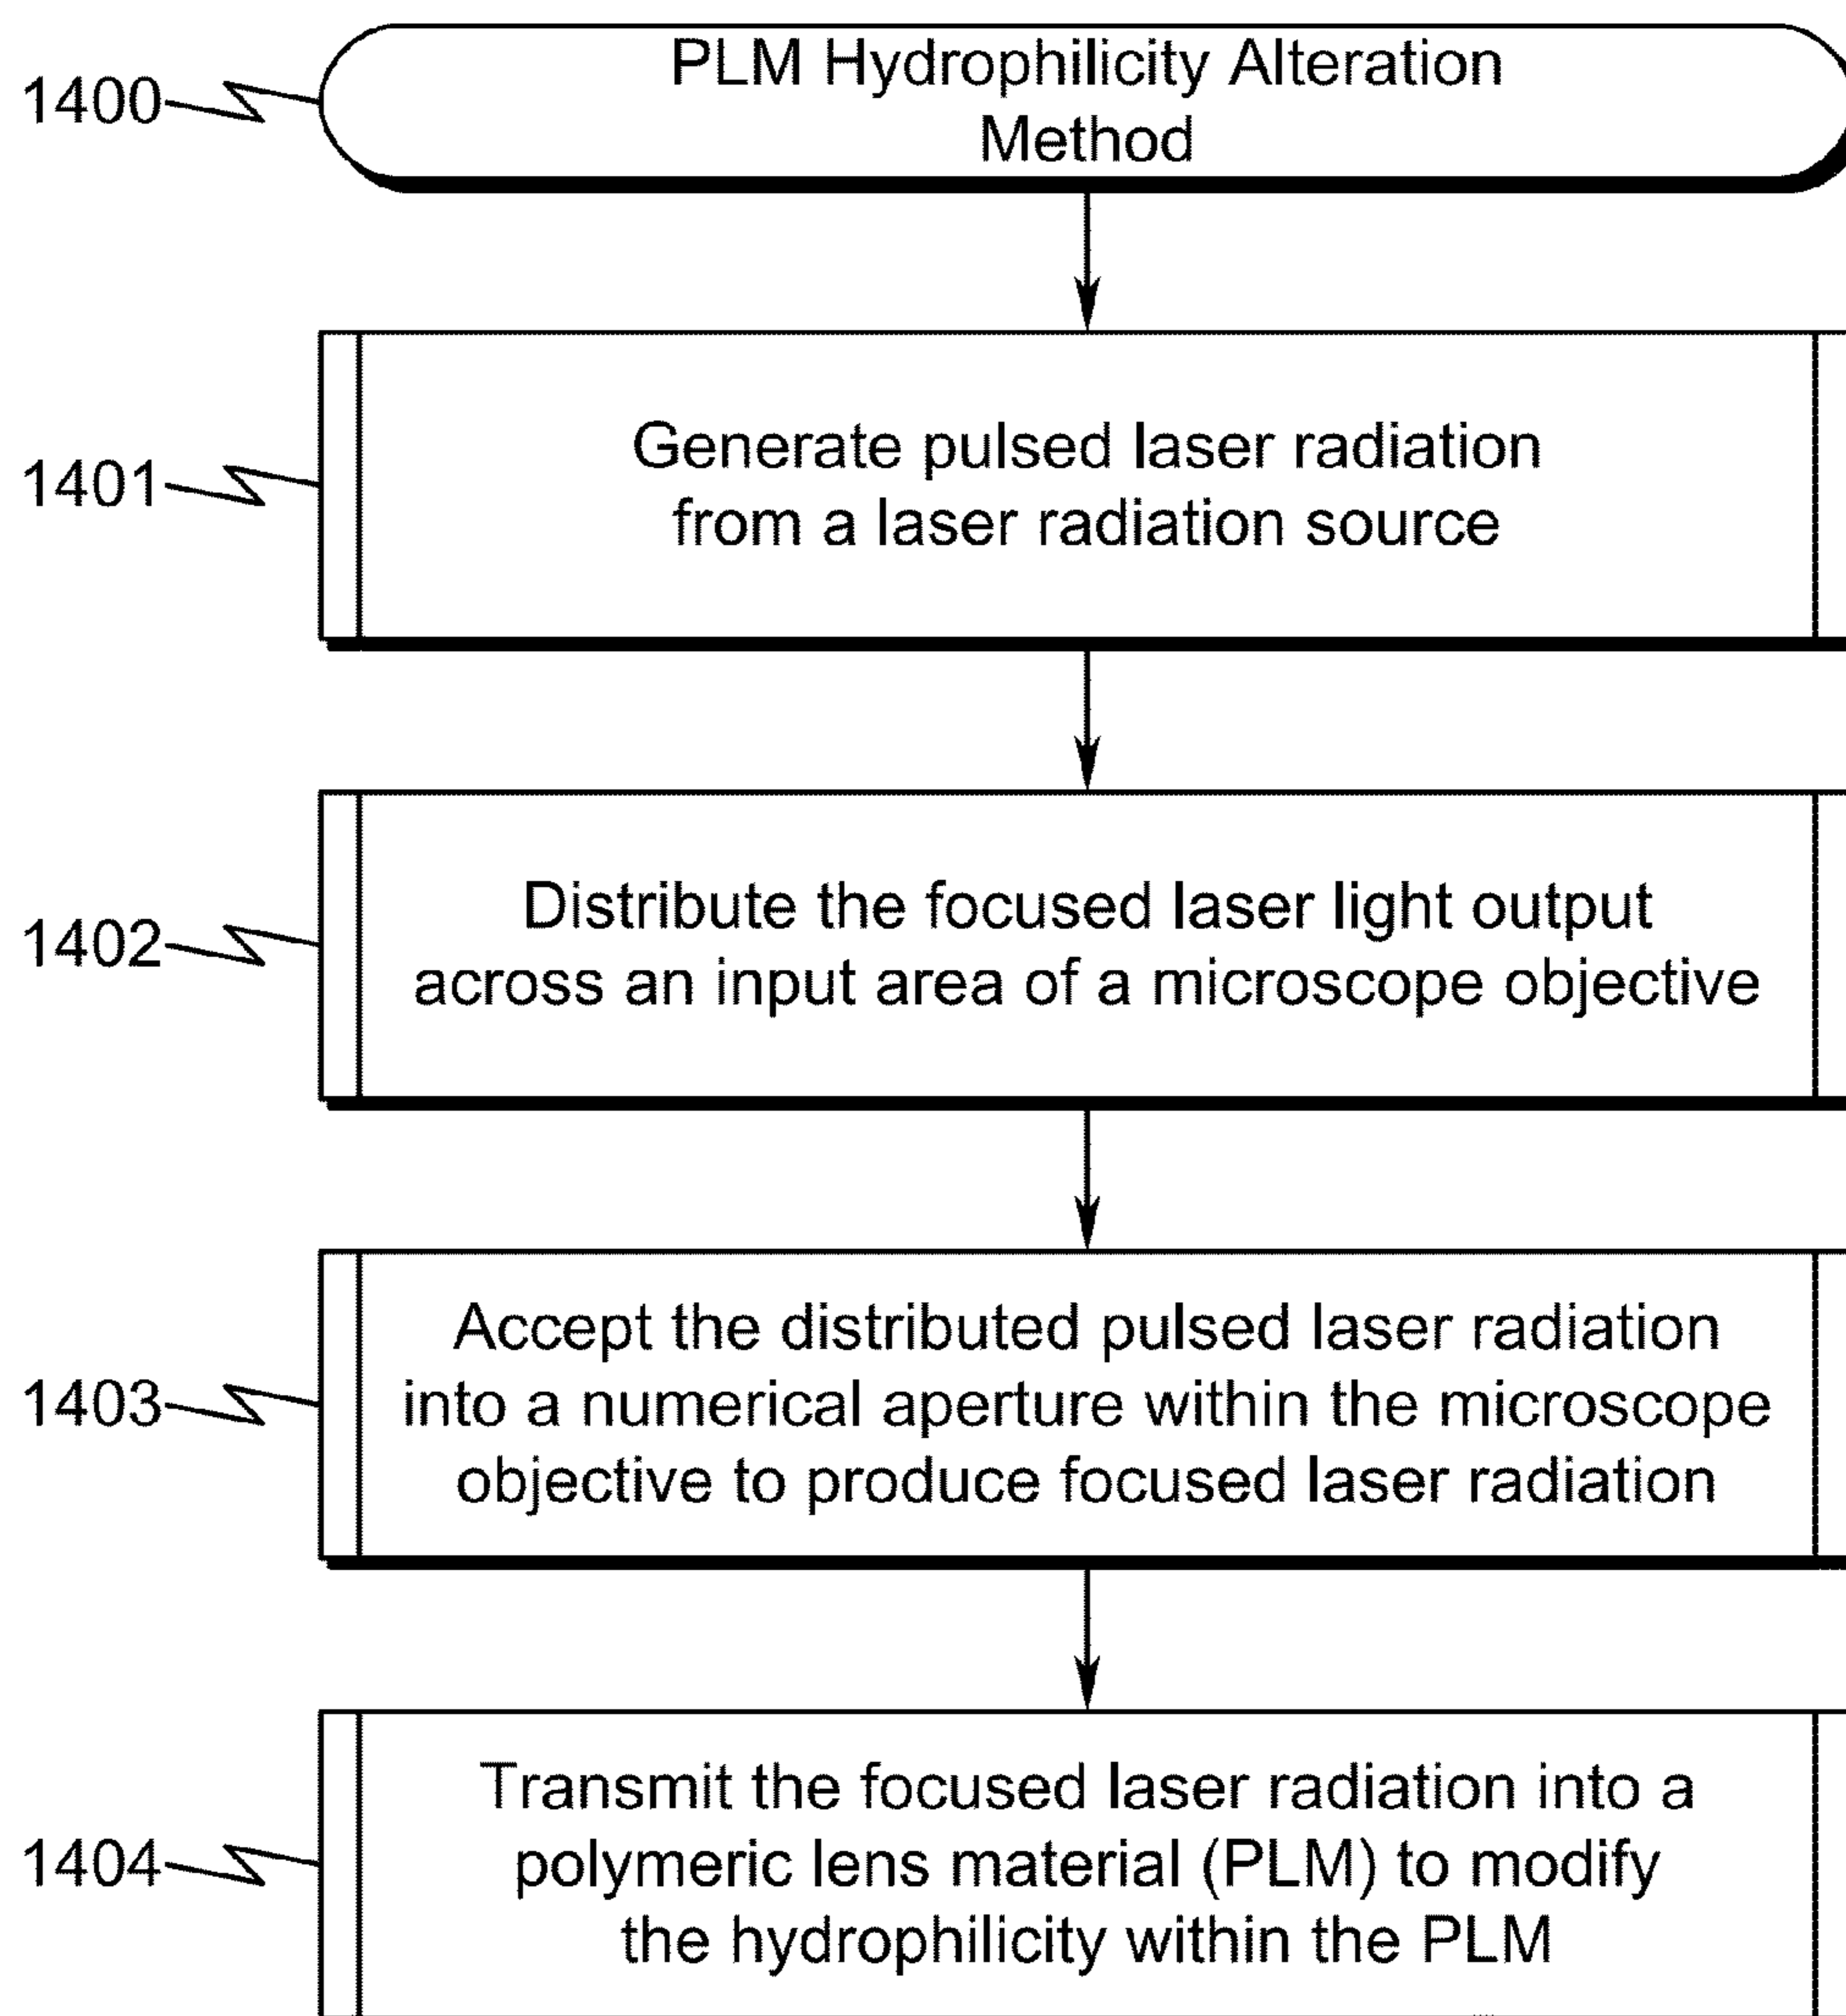 1400
PLM Hydrophilicity Alteration
Method
1401
Generate pulsed laser radiation
from a laser radiation source
1402
Distribute the focused laser light output
across an input area of a microscope objective
1403
Accept the distributed pulsed laser radiation
into a numerical aperture within the microscope
objective to produce focused laser radiation
1404
Transmit the focused laser radiation into a
polymeric lens material (PLM) to modify
the hydrophilicity within the PLM